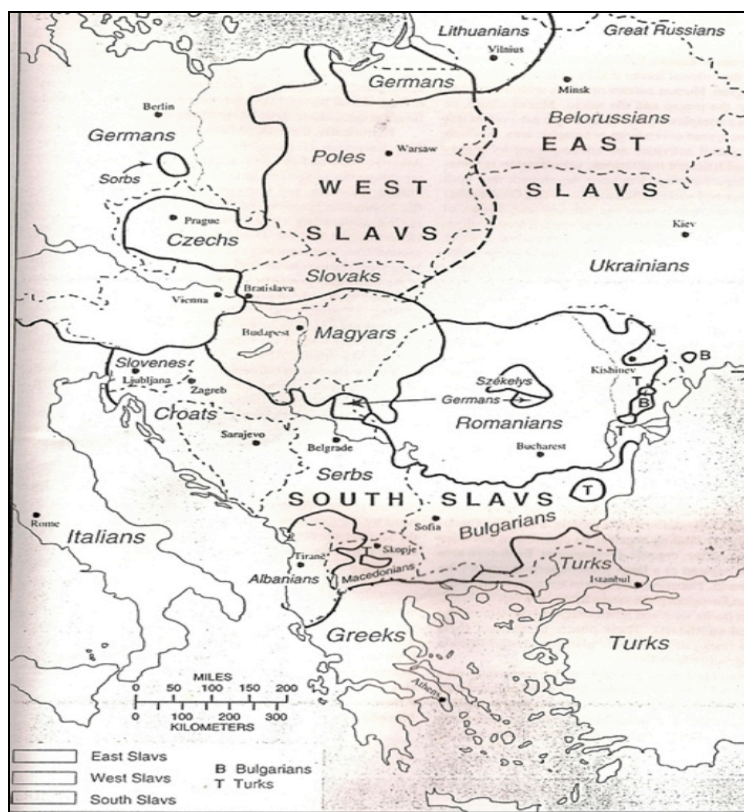 Lithuanians
Vilnius
Great Russians
Germans
Minsk
Berlin
Belorussians
Germans
EAST
Poles
Warsaw
Sorbs
WEST
SLAVS
Prague
Kiev
Czechs
SLAVS
Slovaks
Ukrainians
Vienna
Bratislava
Budapest
Magyars
Slovenes
Székelys
Kishinev
B
T
Ljubljana
Zagreb
Germans
B
Croats
Romanians
T
Sarajevo
Belgrade
Bucharest
Serbs
SOUTH SLAVS
T
Rome
Sofia
Bulgarians
Italians
Skopje
Tiranë
Turks
Albanians
Macedonians
Istanbul
Greeks
Turks
MILES
0 50 100 150 200
0 100 200 300
KILOMETERS
Athens
East Slavs
West Slavs
South Slavs
B Bulgarians
T Turks